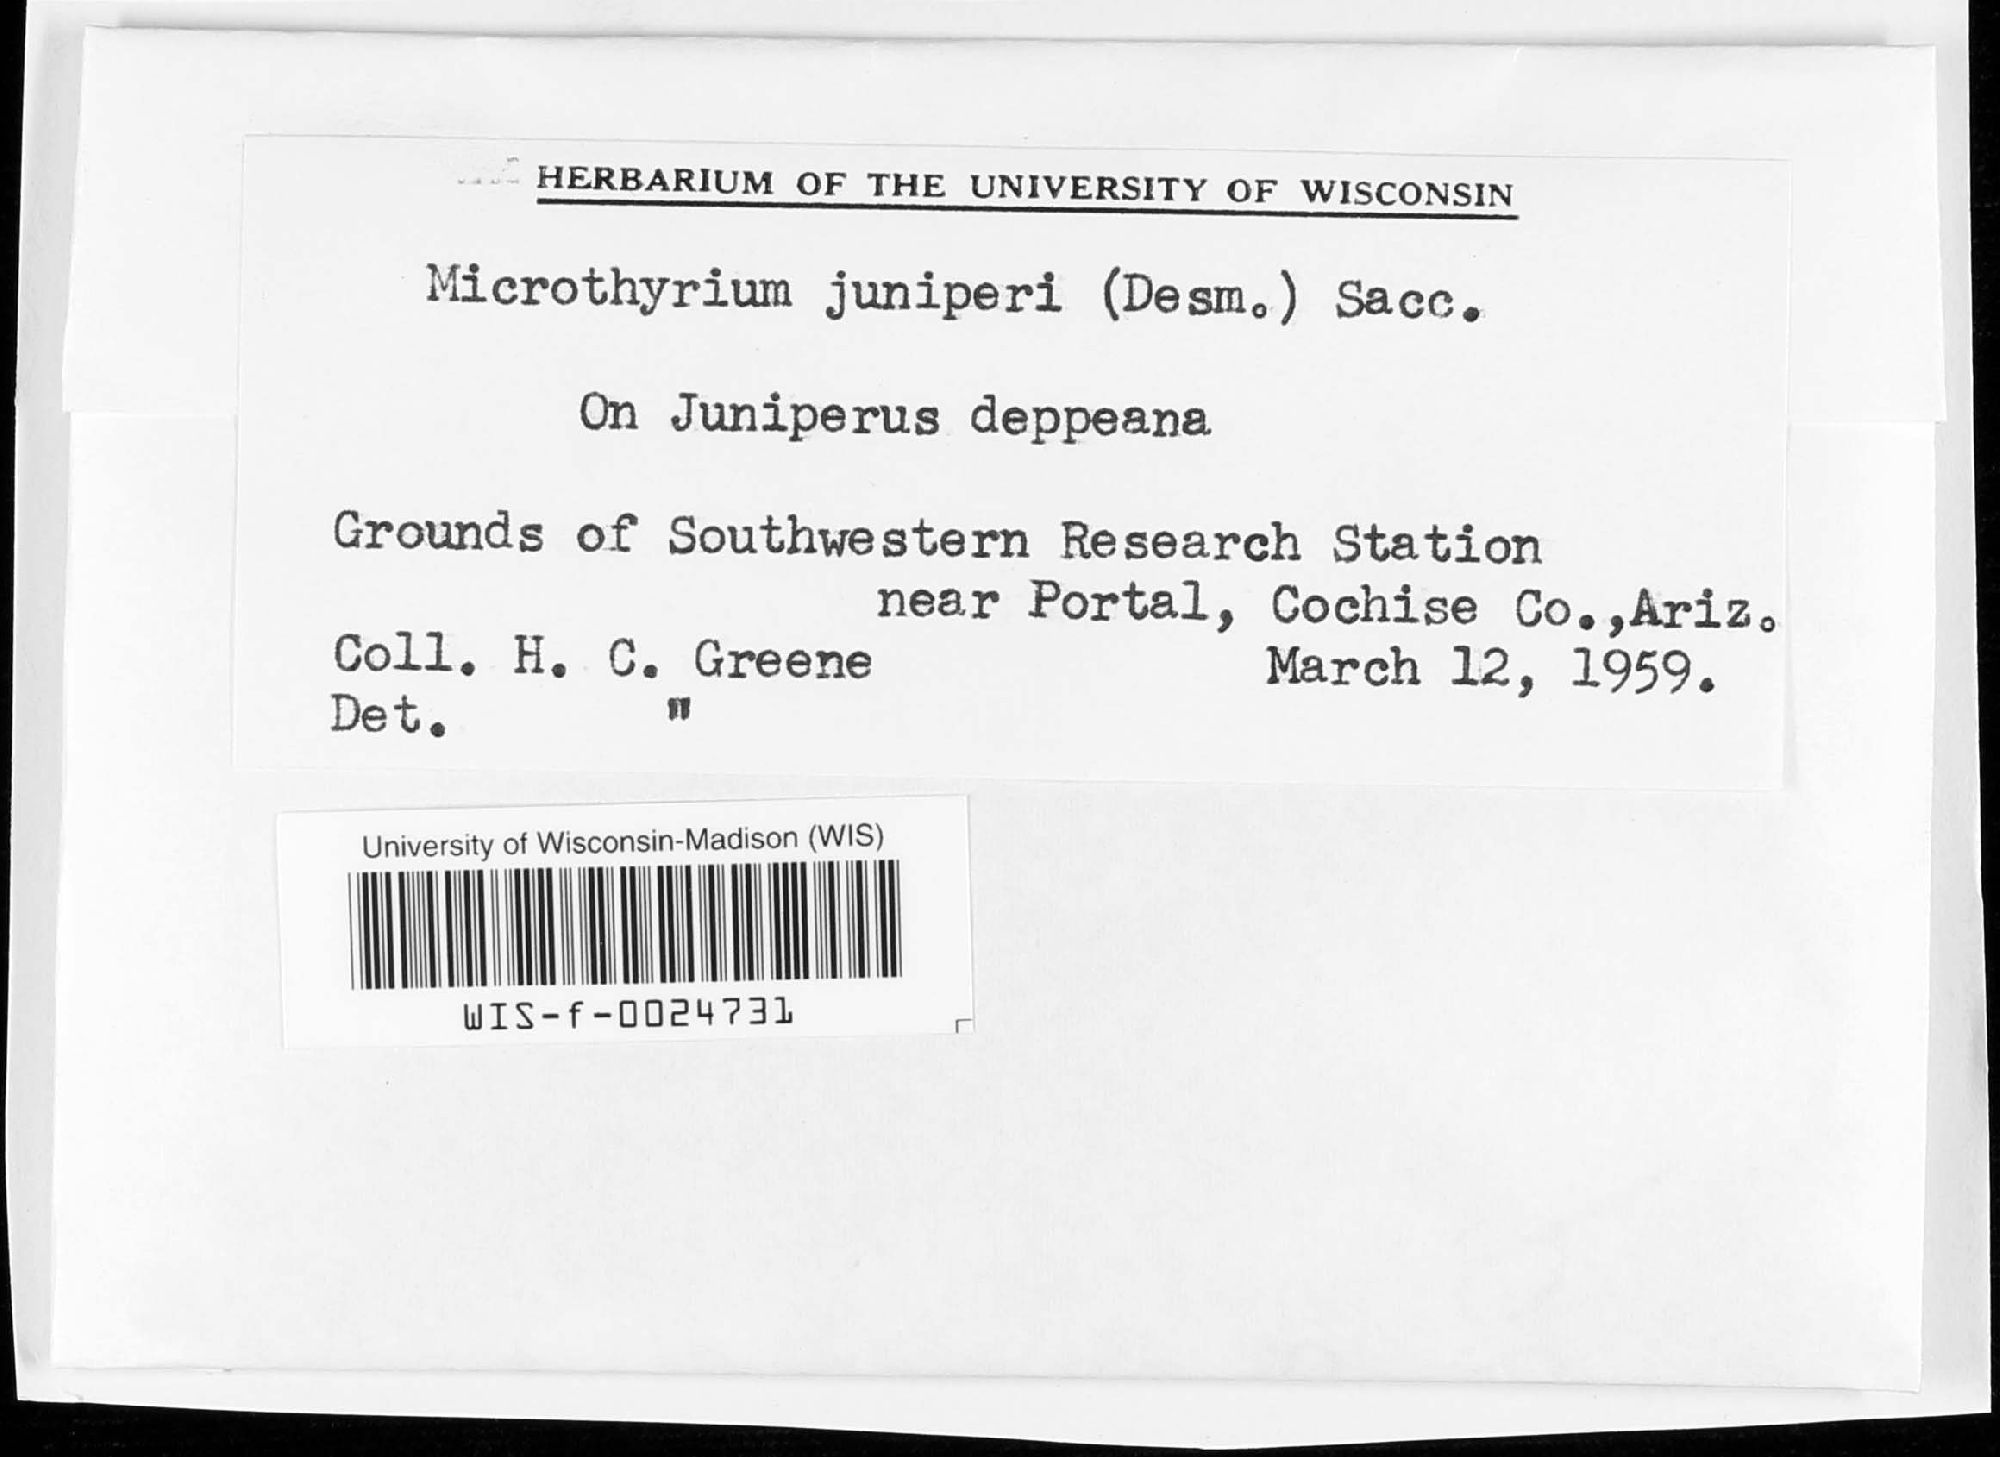 HERBARIUM OF THE UNIVERSITY OF WISCONSIN
Microthyrium juniperi (Desm.) Sacc.
On Juniperus deppeana
Grounds of Southwestern Research Station
near Portal, Cochise Co.,Ariz.
Coll. H. C. Greene March 12, 1959.
Det. "
University of Wisconsin-Madison (WIS)
WIS-f-0024731